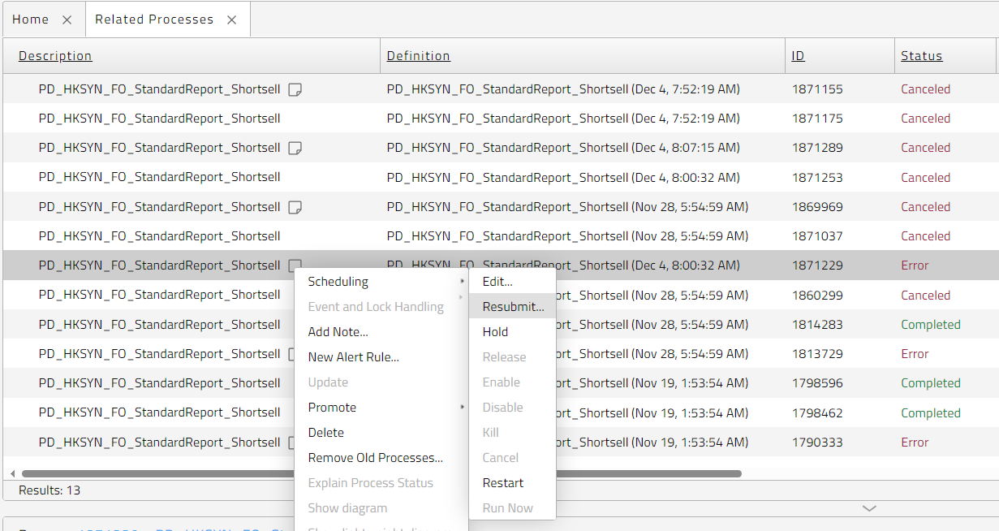 Home
Related Processes
Description Definition ID Status
PD_HKSYN_FO_StandardReport_Shortsell PD_HKSYN_FO_StandardReport_Shortsell (Dec 4, 7:52:19 AM) 1871155 Canceled
PD_HKSYN_FO_StandardReport_Shortsell PD_HKSYN_FO_StandardReport_Shortsell (Dec 4, 7:52:19 AM) 1871175 Canceled
PD_HKSYN_FO_StandardReport_Shortsell PD_HKSYN_FO_StandardReport_Shortsell (Dec 4, 8:07:15 AM) 1871289 Canceled
PD_HKSYN_FO_StandardReport_Shortsell PD_HKSYN_FO_StandardReport_Shortsell (Dec 4, 8:00:32 AM) 1871253 Canceled
PD_HKSYN_FO_StandardReport_Shortsell PD_HKSYN_FO_StandardReport_Shortsell (Nov 28, 5:54:59 AM) 1869969 Canceled
PD_HKSYN_FO_StandardReport_Shortsell PD_HKSYN_FO_StandardReport_Shortsell (Nov 28, 5:54:59 AM) 1871037 Canceled
PD_HKSYN_FO_StandardReport_Shortsell PD_HKSYN_FO_StandardReport_Shortsell (Dec 4, 8:00:32 AM) 1871229 Error
PD_HKSYN_FO_StandardReport_Shortsell ort_Shortsell (Nov 28, 5:54:59 AM) 1860299 Canceled
PD_HKSYN_FO_StandardReport_Shortsell ort_Shortsell (Nov 28, 5:54:59 AM) 1814283 Completed
PD_HKSYN_FO_StandardReport_Shortsell ort_Shortsell (Nov 28, 5:54:59 AM) 1813729 Error
PD_HKSYN_FO_StandardReport_Shortsell ort_Shortsell (Nov 19, 1:53:54 AM) 1798596 Completed
PD_HKSYN_FO_StandardReport_Shortsell ort_Shortsell (Nov 19, 1:53:54 AM) 1798462 Completed
PD_HKSYN_FO_StandardReport_Shortsell ort_Shortsell (Nov 19, 1:53:54 AM) 1790333 Error
Scheduling
Event and Lock Handling
Add Note...
New Alert Rule...
Update
Promote
Delete
Remove Old Processes...
Explain Process Status
Show diagram
Edit...
Resubmit...
Hold
Release
Enable
Disable
Kill
Cancel
Restart
Run Now
Results: 13